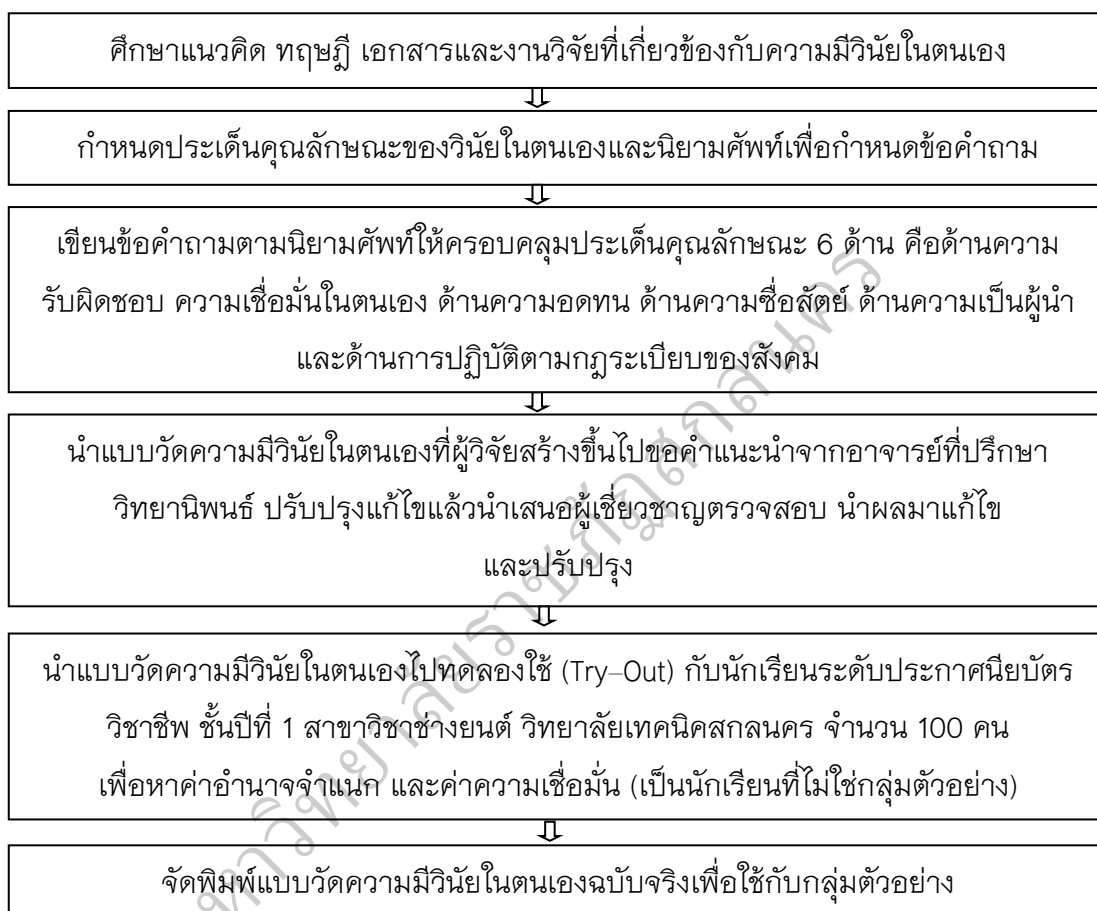 ศึกษาแนวคิด ทฤษฎี เอกสารและงานวิจัยที่เกี่ยวข้องกับความมีวินัยในตนเอง
กำหนดประเด็นคุณลักษณะของวินัยในตนเองและนิยามศัพท์เพื่อกำหนดข้อคำถาม
เขียนข้อคำถามตามนิยามศัพท์ให้ครอบคลุมประเด็นคุณลักษณะ 6 ด้าน คือด้านความ
รับผิดชอบ ความเชื่อมั่นในตนเอง ด้านความอดทน ด้านความซื่อสัตย์ ด้านความเป็นผู้นำ
และด้านการปฏิบัติตามกฎระเบียบของสังคม
นำแบบวัดความมีวินัยในตนเองที่ผู้วิจัยสร้างขึ้นไปขอคำแนะนำจากอาจารย์ที่ปรึกษา
วิทยานิพนธ์ ปรับปรุงแก้ไขแล้วนำเสนอผู้เชี่ยวชาญตรวจสอบ นำผลมาแก้ไข
และปรับปรุง
นำแบบวัดความมีวินัยในตนเองไปทดลองใช้ (Try–Out) กับนักเรียนระดับประกาศนียบัตร
วิชาชีพ ชั้นปีที่ 1 สาขาวิชาช่างยนต์ วิทยาลัยเทคนิคสกลนคร จำนวน 100 คน
เพื่อหาค่าอำนาจจำแนก และค่าความเชื่อมั่น (เป็นนักเรียนที่ไม่ใช่กลุ่มตัวอย่าง)
จัดพิมพ์แบบวัดความมีวินัยในตนเองฉบับจริงเพื่อใช้กับกลุ่มตัวอย่าง
มหาวิทยาลัยราชภัฏสกลนคร